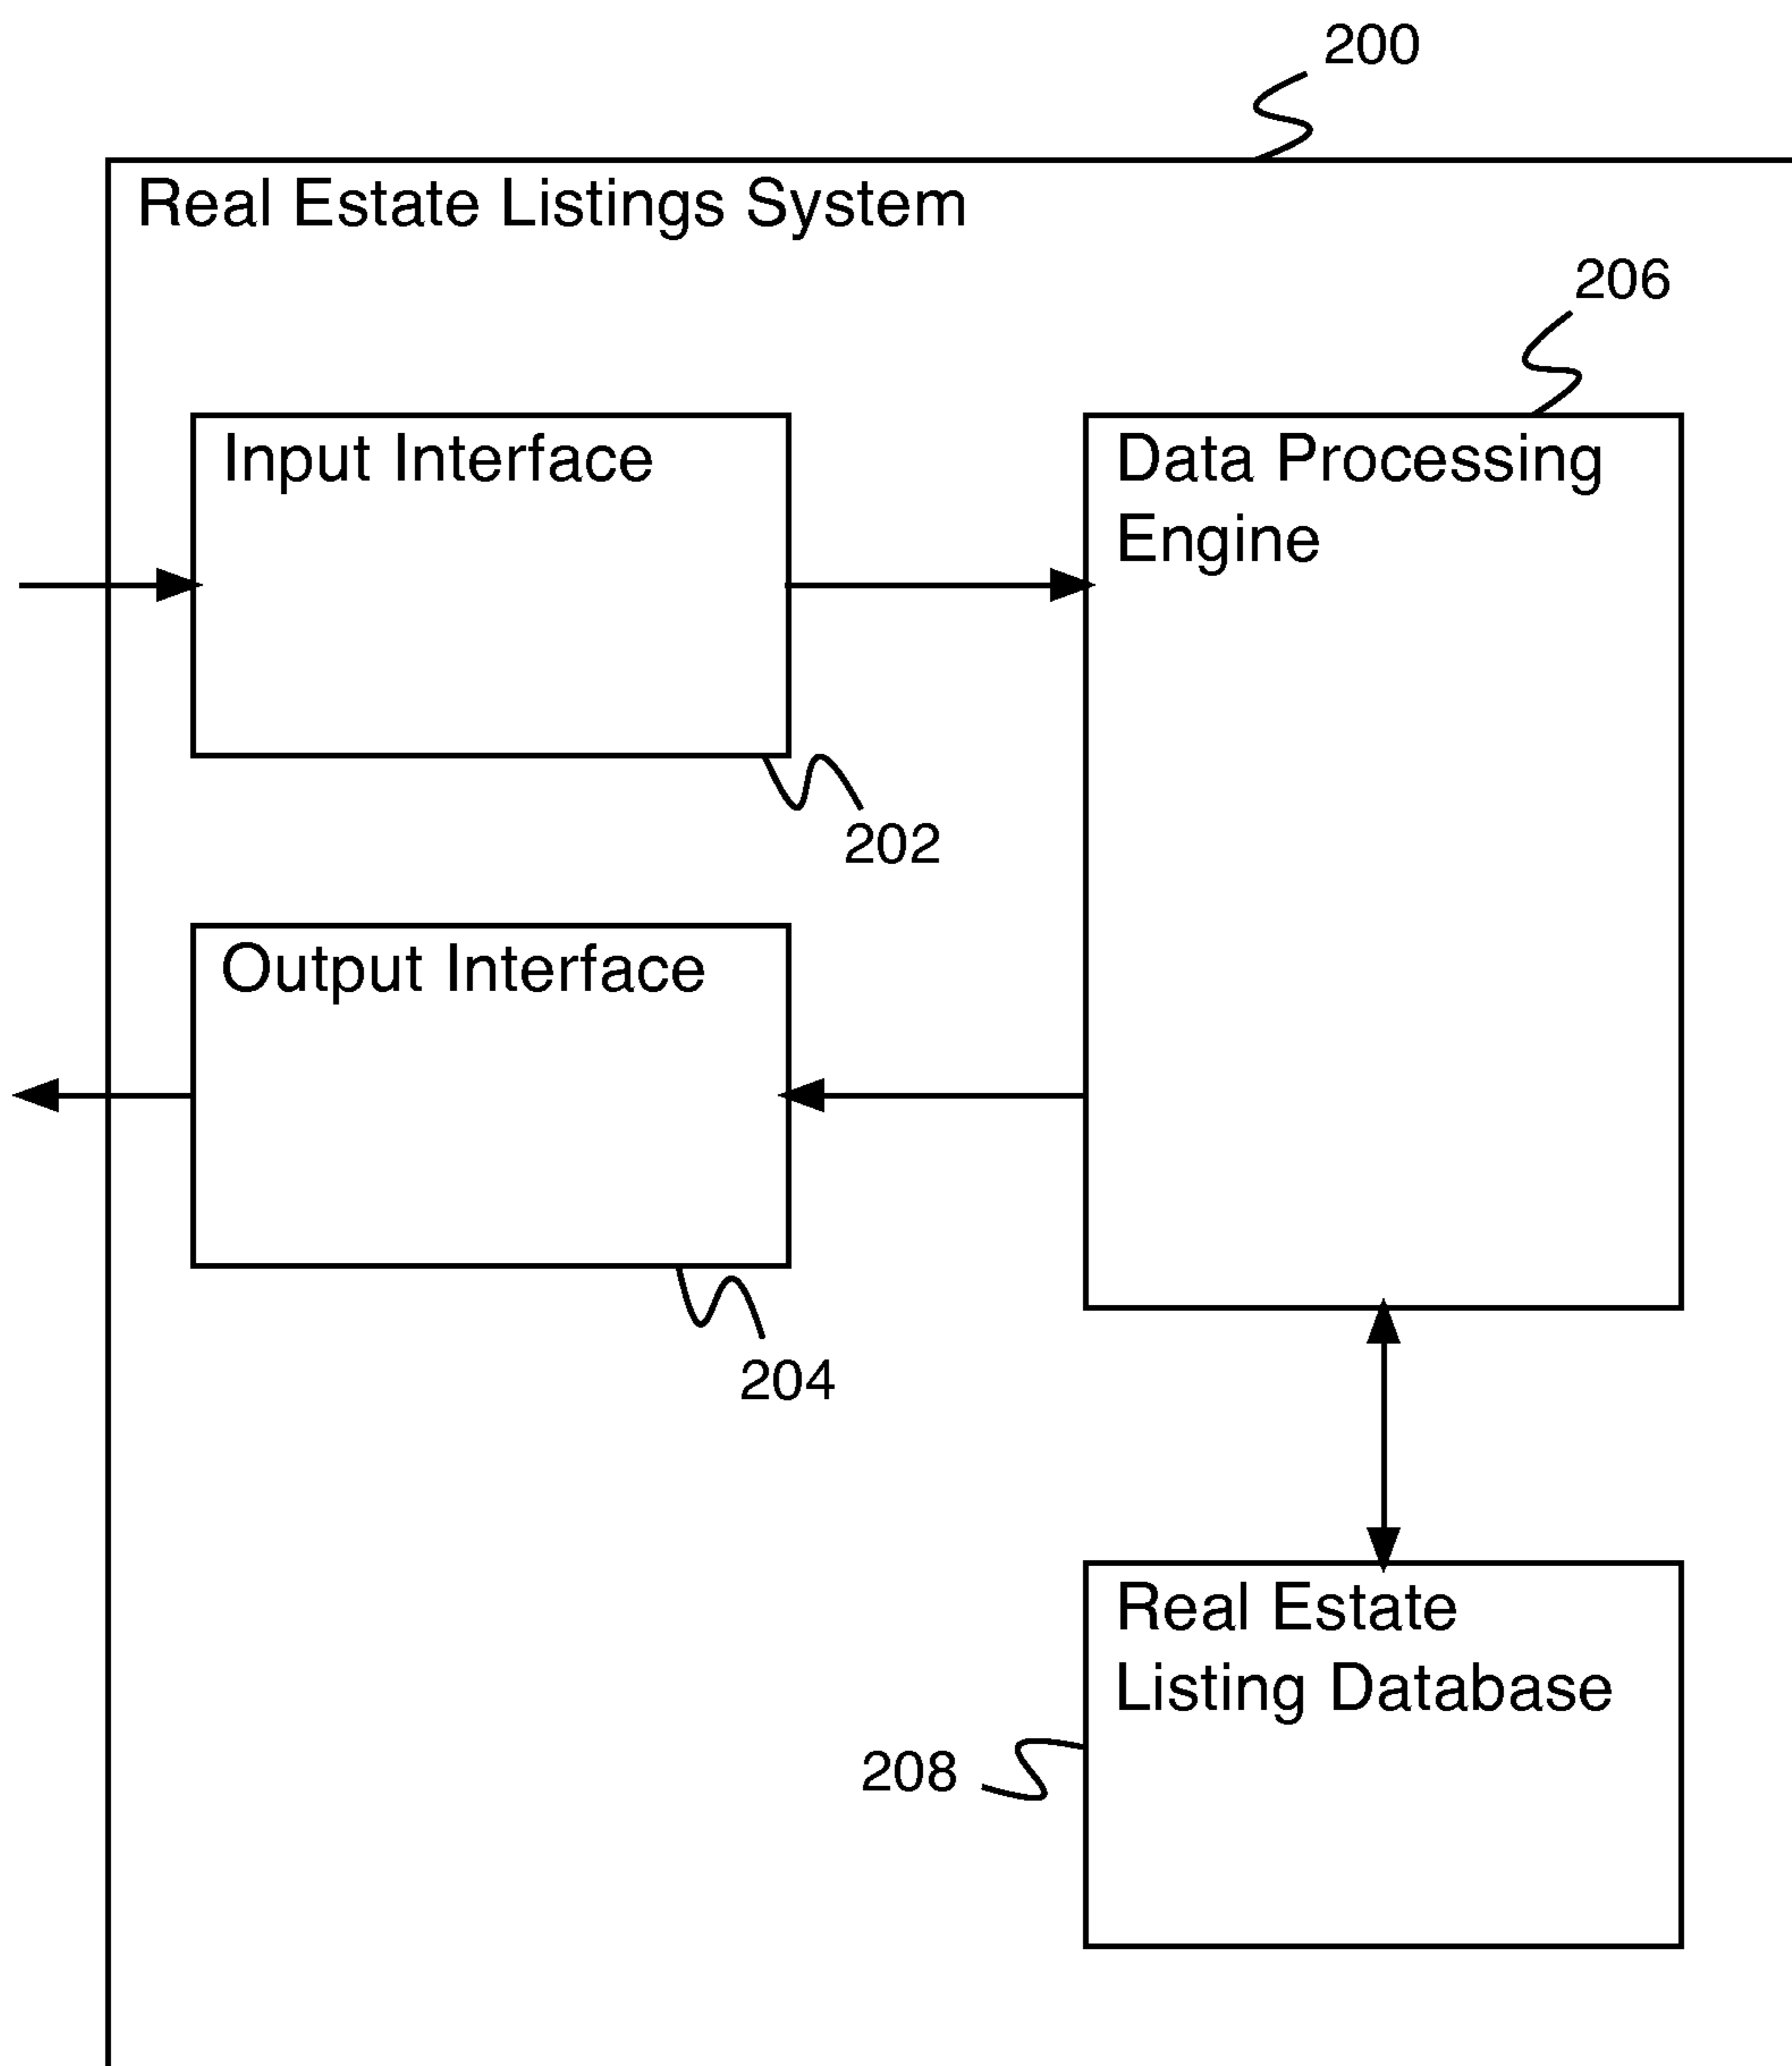 200
Real Estate Listings System
206
Input Interface
Data Processing
Engine
202
Output Interface
204
Real Estate
Listing Database
208